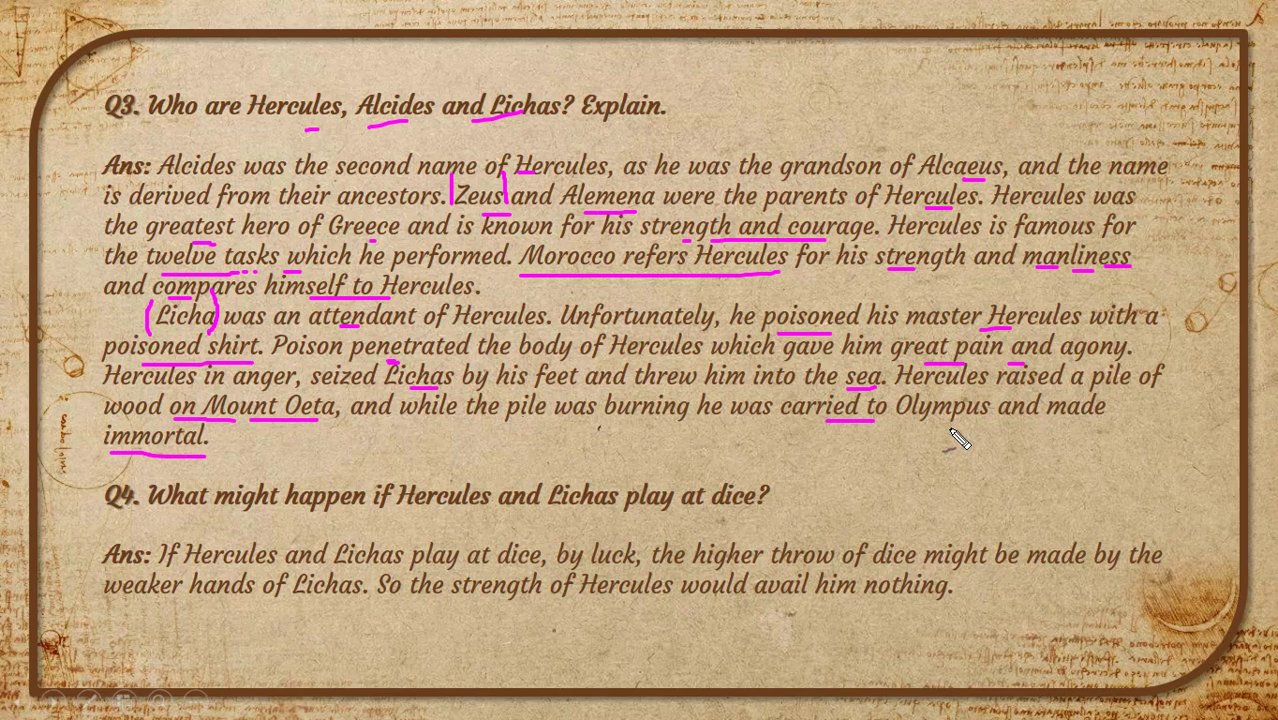 Q3. Who are Hercules, Alcides and Lichas? Explain.
Ans: Alcides was the second name of Hercules, as he was the grandson of Alcaeus, and the name
is derived from their ancestors. Zeus and Alemena were the parents of Hercules. Hercules was
the greatest hero of Greece and is known for his strength and courage. Hercules is famous for
the twelve tasks which he performed. Morocco refers Hercules for his strength and manliness
and compares himself to Hercules.
Licha was an attendant of Hercules. Unfortunately, he poisoned his master Hercules with a
poisoned shirt. Poison penetrated the body of Hercules which gave him great pain and agony.
Hercules in anger, seized Lichas by his feet and threw him into the sea. Hercules raised a pile of
wood on Mount Oeta, and while the pile was burning he was carried to Olympus and made
immortal.
Q4. What might happen if Hercules and Lichas play at dice?
Ans: If Hercules and Lichas play at dice, by luck, the higher throw of dice might be made by the
weaker hands of Lichas. So the strength of Hercules would avail him nothing.